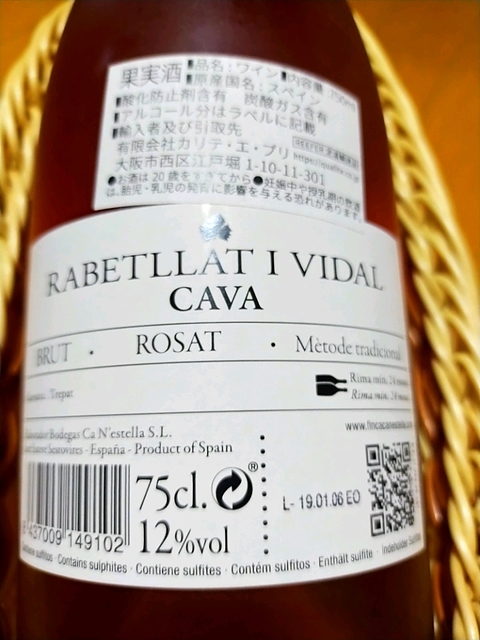 果実酒 ■品名：ワイン ■内容量 750ml
■原産国名：スペイン
■酸化防止剤含有 炭酸ガス含有
■アルコール分はラベルに記載
■輸入者及び引取先
有限会社カリテ・エ・プリ
大阪市西区江戸堀 1-10-11-301
●お酒は20歳をすぎてから ●妊娠中や授乳期の飲酒
は、胎児・乳児の発育に影響を与える恐れがあります。
RABETLLAT I VIDAL
CAVA
BRUT · ROSAT · Mètode tradicional
Trepat
Rima min. 24
Rima min. 24
www.fincacanestella.com
Bodegas Ca N'estella S.L.
- España - Product of Spain
75cl. ®
L- 19.01.06 EO
12%vol
8437009149102
sulfitos · Contains sulphites · Contiene sulfites · Contém sulfitos · Enthält sulfite · Indeholder